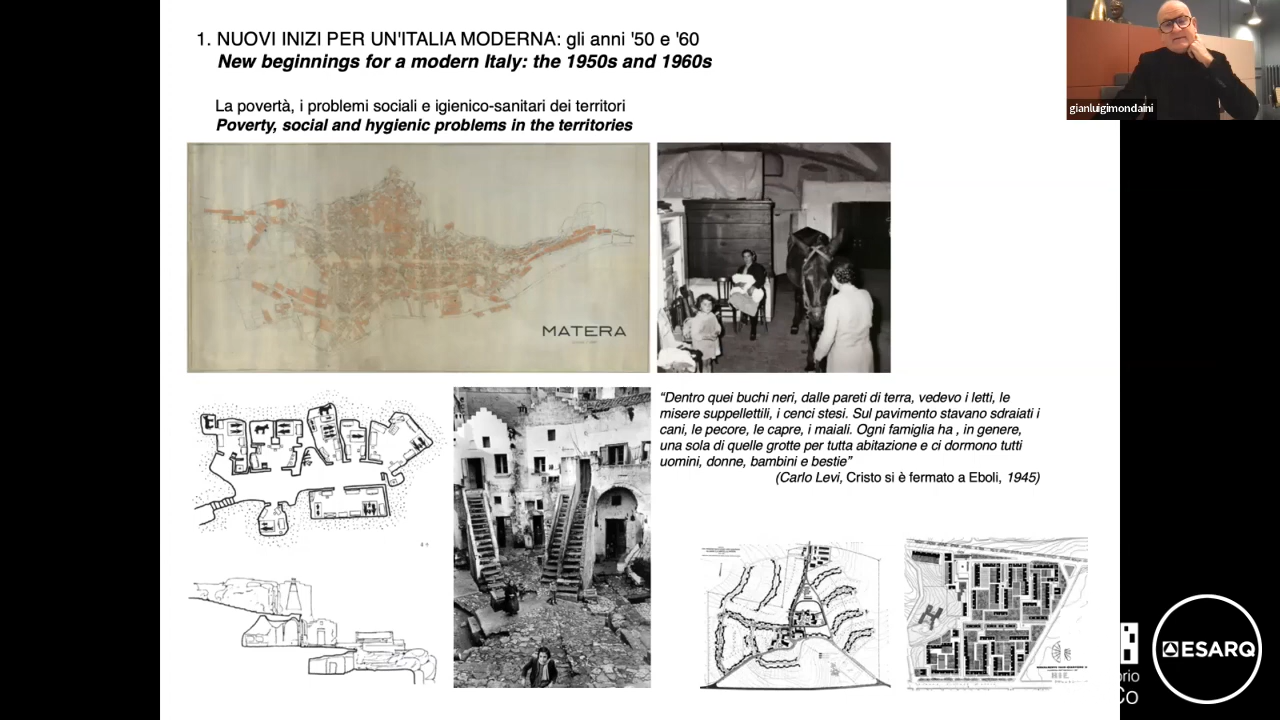 1. NUOVI INIZI PER UN'ITALIA MODERNA: gli anni '50 e '60
New beginnings for a modern Italy: the 1950s and 1960s
La povertà, i problemi sociali e igienico-sanitari dei territori
Poverty, social and hygienic problems in the territories
gianluigimondaini
MATERA
“Dentro quei buchi neri, dalle pareti di terra, vedevo i letti, le
misere suppellettili, i cenci stesi. Sul pavimento stavano sdraiati i
cani, le pecore, le capre, i maiali. Ogni famiglia ha , in genere,
una sola di quelle grotte per tutta abitazione e ci dormono tutti
uomini, donne, bambini e bestie”
(Carlo Levi, Cristo si è fermato a Eboli, 1945)
ESARQ